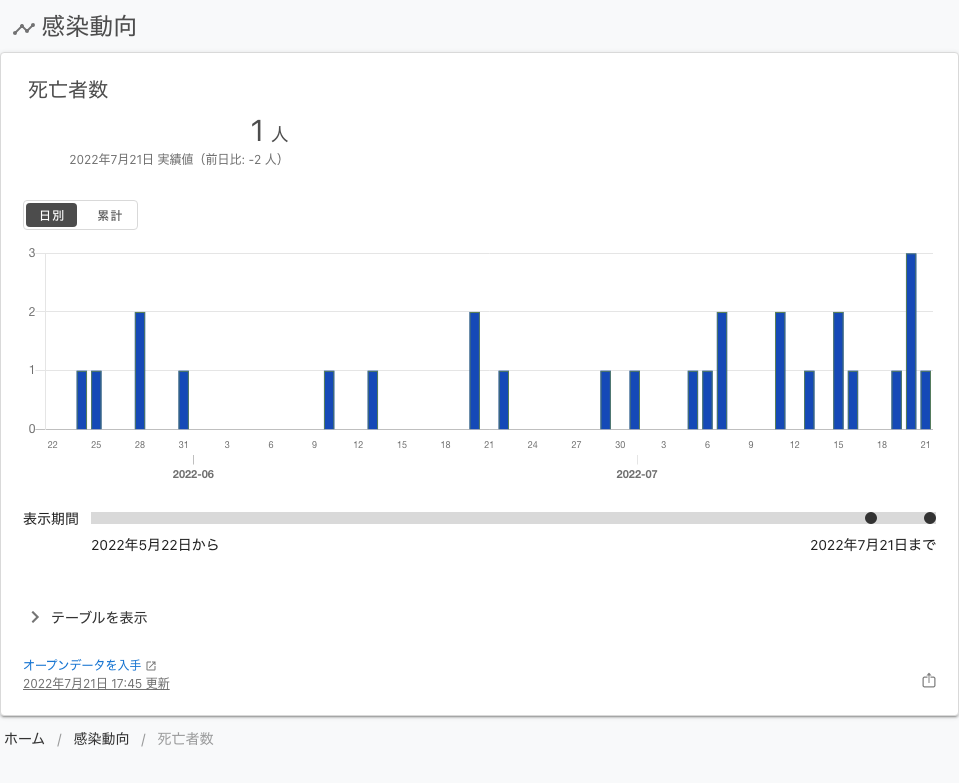 感染動向
死亡者数
1 人
2022年7月21日 実績値（前日比: -2 人）
日別 累計
3
2
1
0
22 25 28 31 3 6 9 12 15 18 21 24 27 30 3 6 9 12 15 18 21
2022-06 2022-07
表示期間
2022年5月22日から 2022年7月21日まで
テーブルを表示
オープンデータを入手
2022年7月21日 17:45 更新
ホーム / 感染動向 / 死亡者数